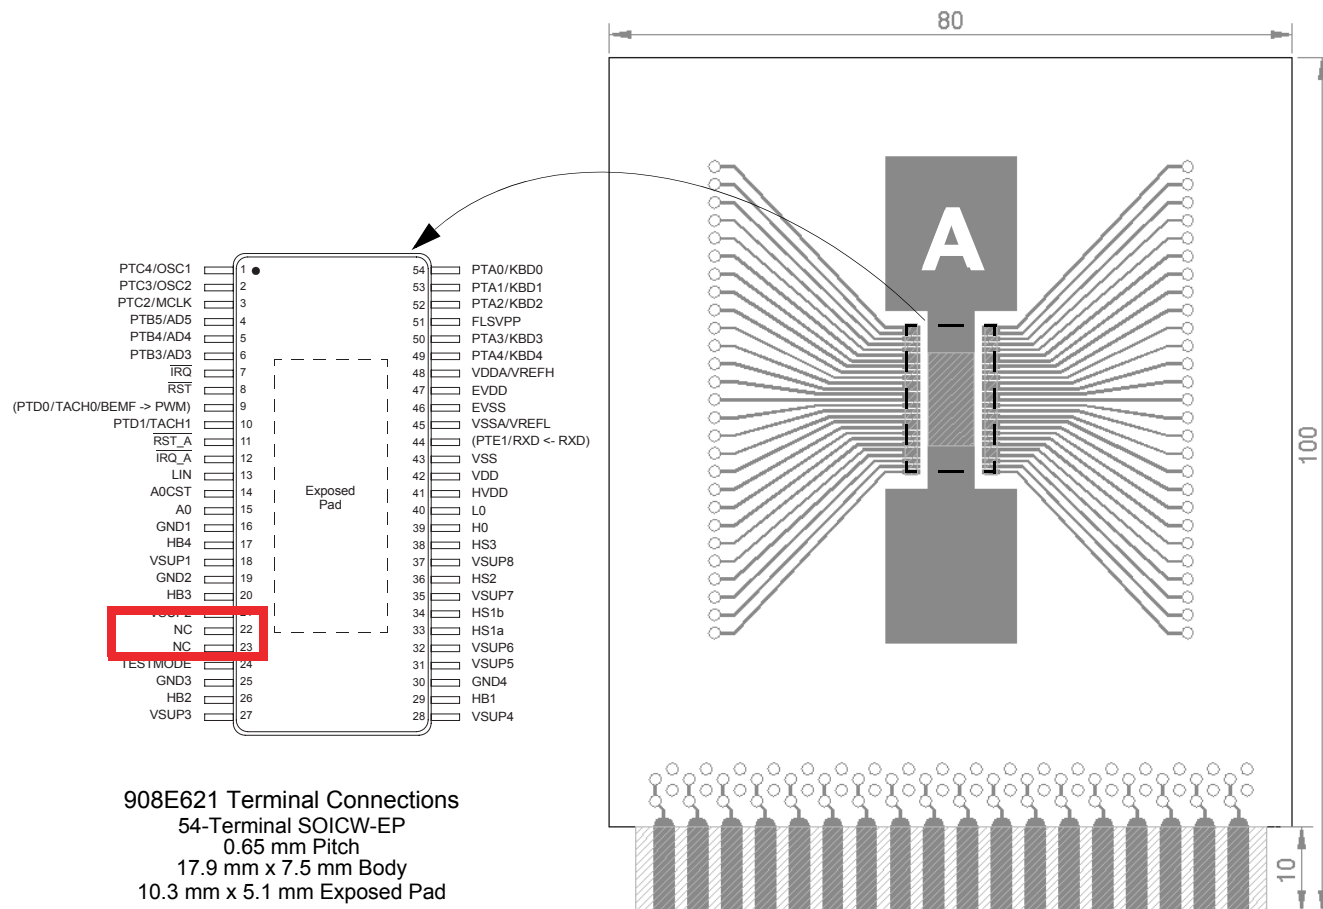 80
A
100
10
PTC4/OSC1 1
PTC3/OSC2 2
PTC2/MCLK 3
PTB5/AD5 4
PTB4/AD4 5
PTB3/AD3 6
IRQ 7
RST 8
(PTD0/TACH0/BEMF -> PWM) 9
PTD1/TACH1 10
RST_A 11
IRQ_A 12
LIN 13
A0CST 14
A0 15
GND1 16
HB4 17
VSUP1 18
GND2 19
HB3 20
VSUP2 21
NC 22
NC 23
TESTMODE 24
GND3 25
HB2 26
VSUP3 27
Exposed
Pad
54 PTA0/KBD0
53 PTA1/KBD1
52 PTA2/KBD2
51 FLSVPP
50 PTA3/KBD3
49 PTA4/KBD4
48 VDDA/VREFH
47 EVDD
46 EVSS
45 VSSA/VREFL
44 (PTE1/RXD <- RXD)
43 VSS
42 VDD
41 HVDD
40 L0
39 H0
38 HS3
37 VSUP8
36 HS2
35 VSUP7
34 HS1b
33 HS1a
32 VSUP6
31 VSUP5
30 GND4
29 HB1
28 VSUP4
908E621 Terminal Connections
54-Terminal SOICW-EP
0.65 mm Pitch
17.9 mm x 7.5 mm Body
10.3 mm x 5.1 mm Exposed Pad